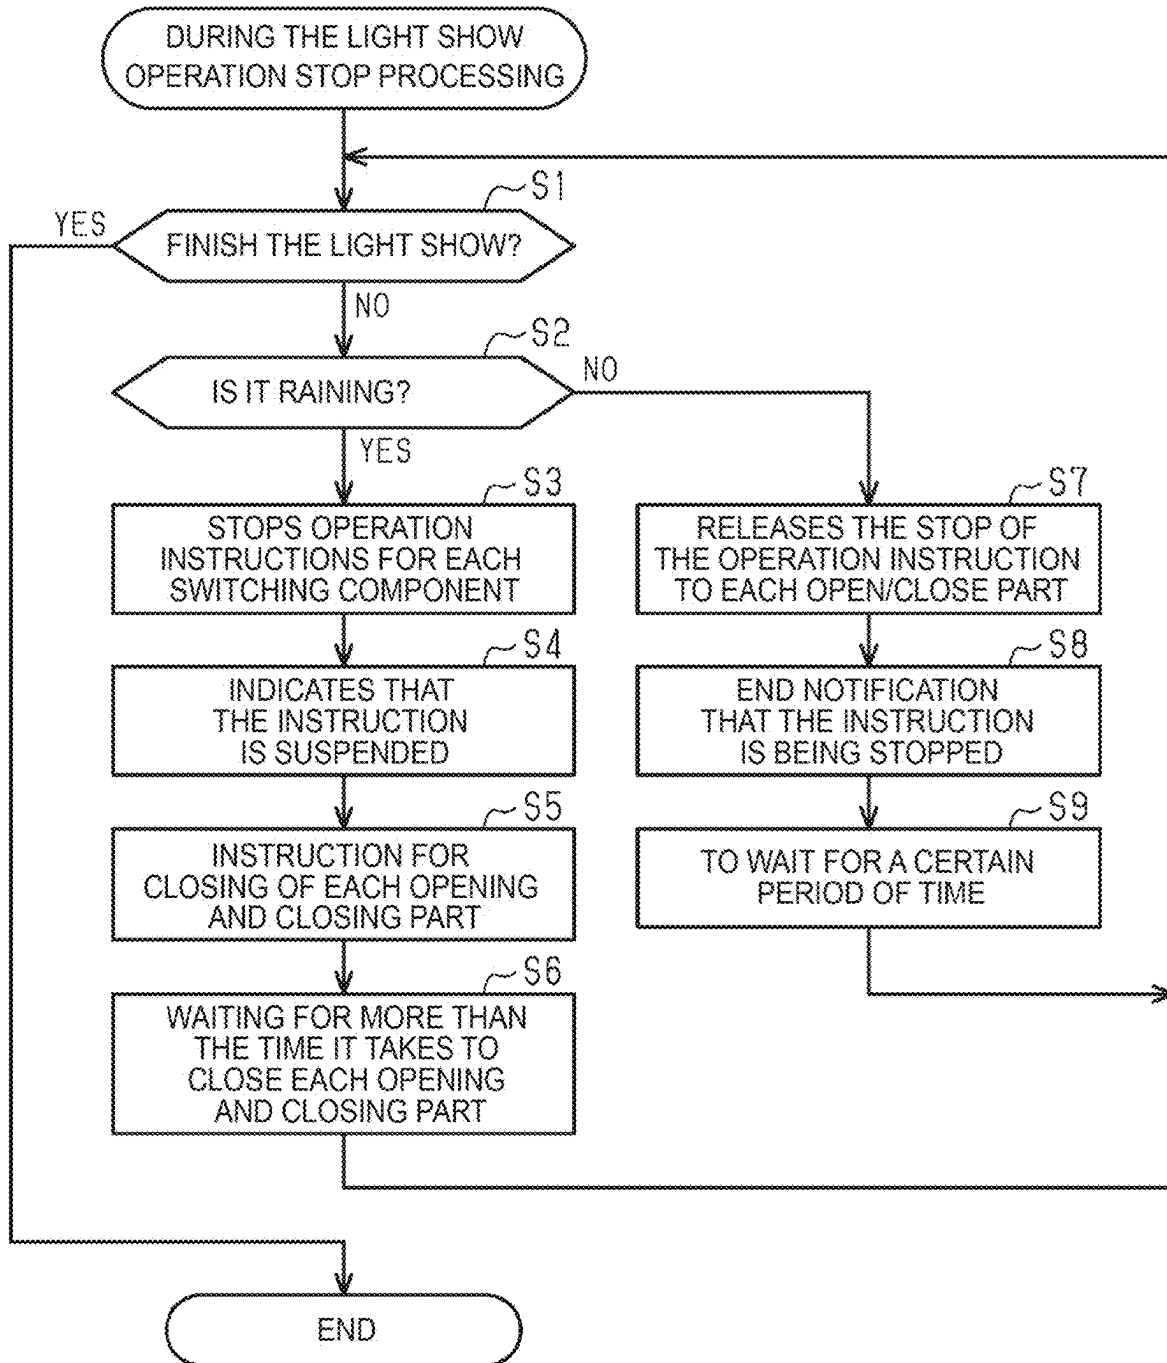 DURING THE LIGHT SHOW
OPERATION STOP PROCESSING
S1
YES
FINISH THE LIGHT SHOW?
NO
S2
IS IT RAINING?
NO
YES
S3
STOPS OPERATION
INSTRUCTIONS FOR EACH
SWITCHING COMPONENT
S7
RELEASES THE STOP OF
THE OPERATION INSTRUCTION
TO EACH OPEN/CLOSE PART
S4
INDICATES THAT
THE INSTRUCTION
IS SUSPENDED
S8
END NOTIFICATION
THAT THE INSTRUCTION
IS BEING STOPPED
S5
INSTRUCTION FOR
CLOSING OF EACH OPENING
AND CLOSING PART
S9
TO WAIT FOR A CERTAIN
PERIOD OF TIME
S6
WAITING FOR MORE THAN
THE TIME IT TAKES TO
CLOSE EACH OPENING
AND CLOSING PART
END